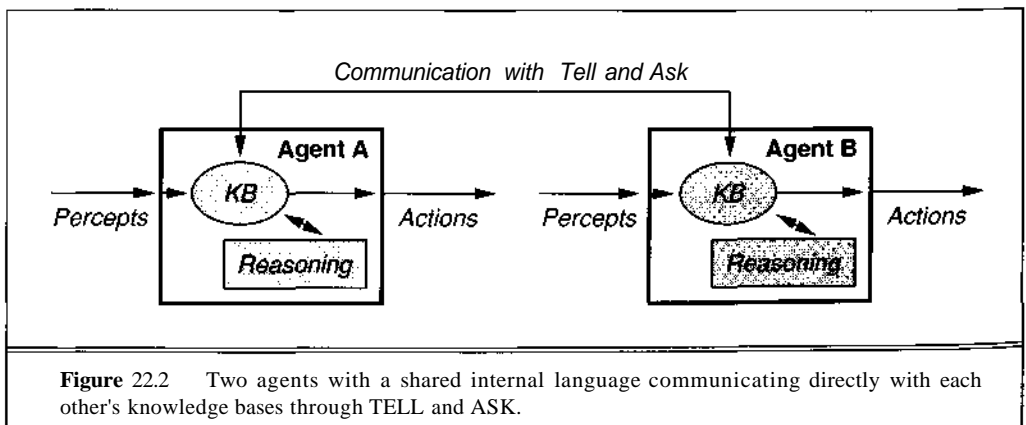 Communication with Tell and Ask
Agent A
Agent B
KB
KB
Percepts
Actions
Percepts
Actions
Reasoning
Reasoning
Figure 22.2 Two agents with a shared internal language communicating directly with each
other's knowledge bases through TELL and ASK.